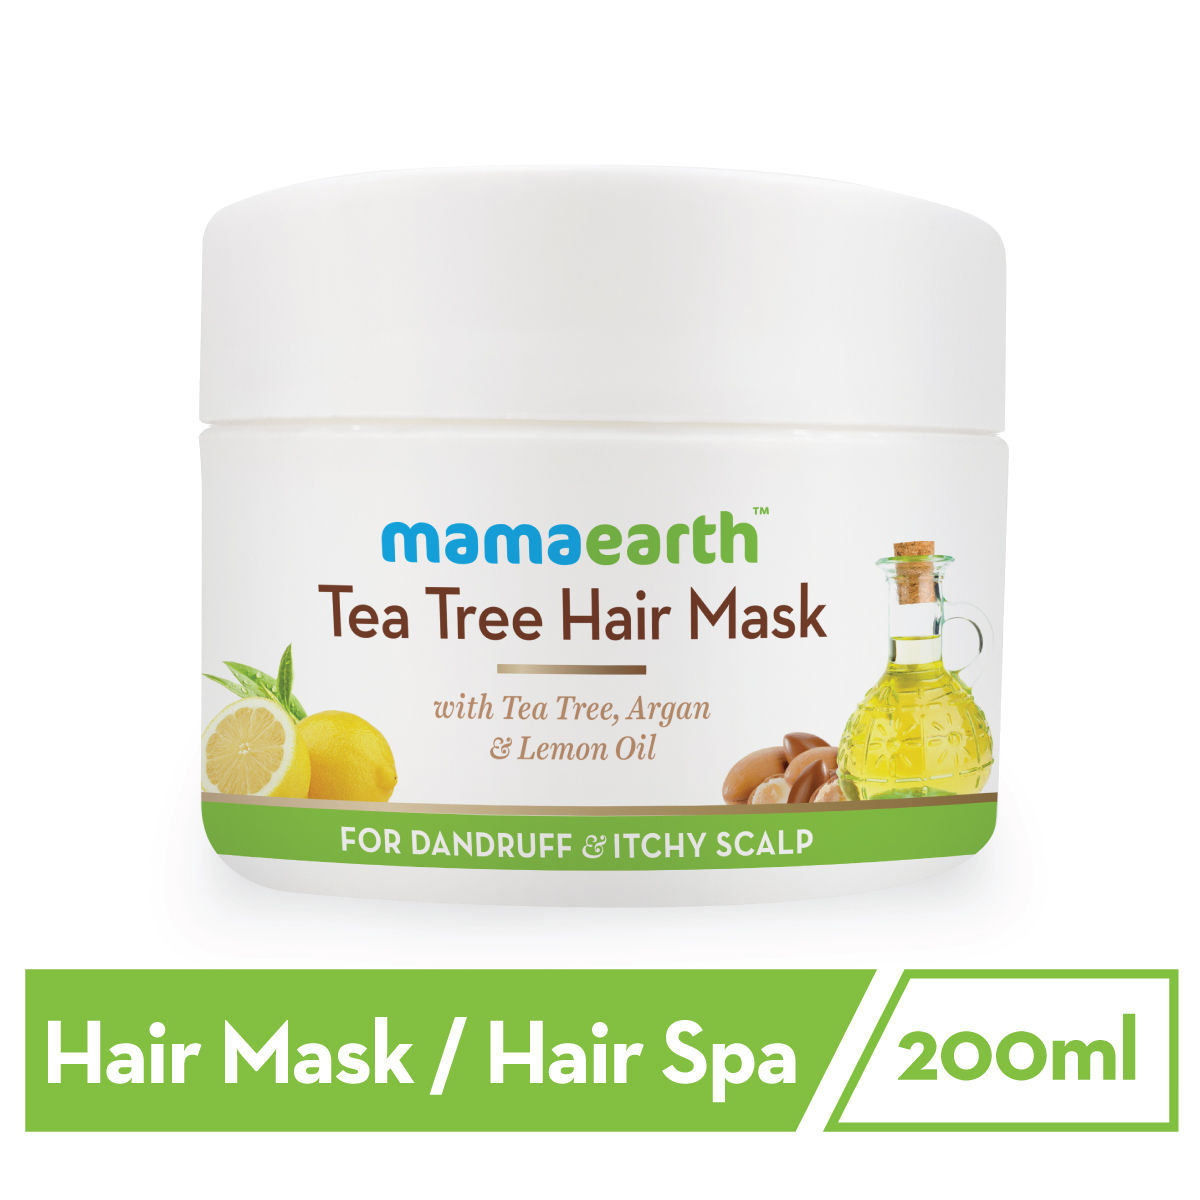 mamaearth™
Tea Tree Hair Mask
with Tea Tree, Argan
& Lemon Oil
FOR DANDRUFF & ITCHY SCALP
Hair Mask / Hair Spa
200ml